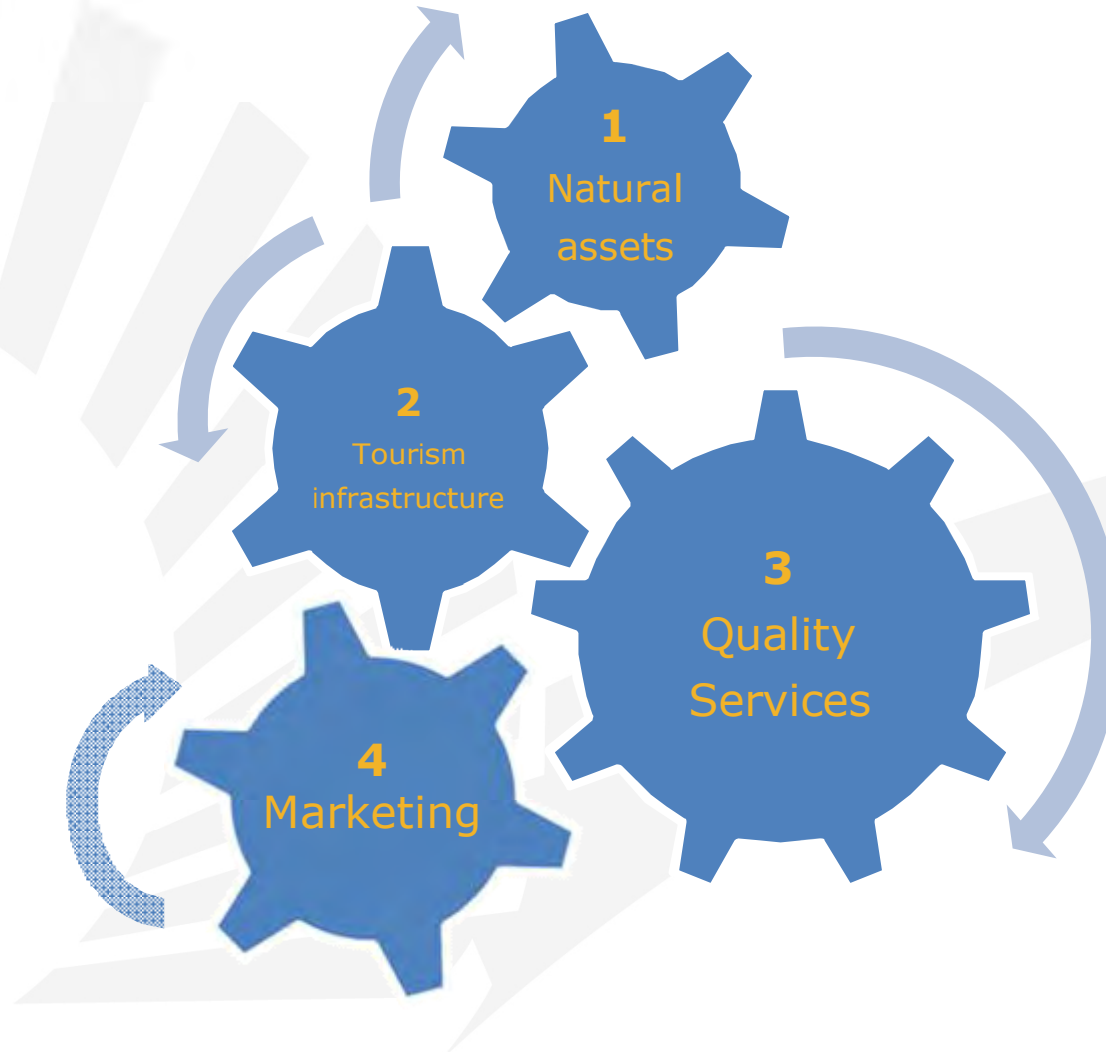 1
Natural
assets
2
Tourism
infrastructure
3
Quality
Services
4
Marketing